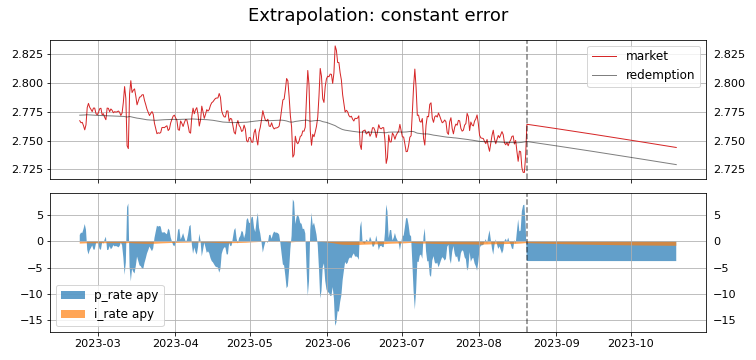 Extrapolation: constant error
2.825 2.825
2.800 2.800
2.775 2.775
2.750 2.750
2.725 2.725
market
redemption
5 5
0 0
−5 −5
−10 −10
−15 −15
p_rate apy
i_rate apy
2023-03 2023-04 2023-05 2023-06 2023-07 2023-08 2023-09 2023-10